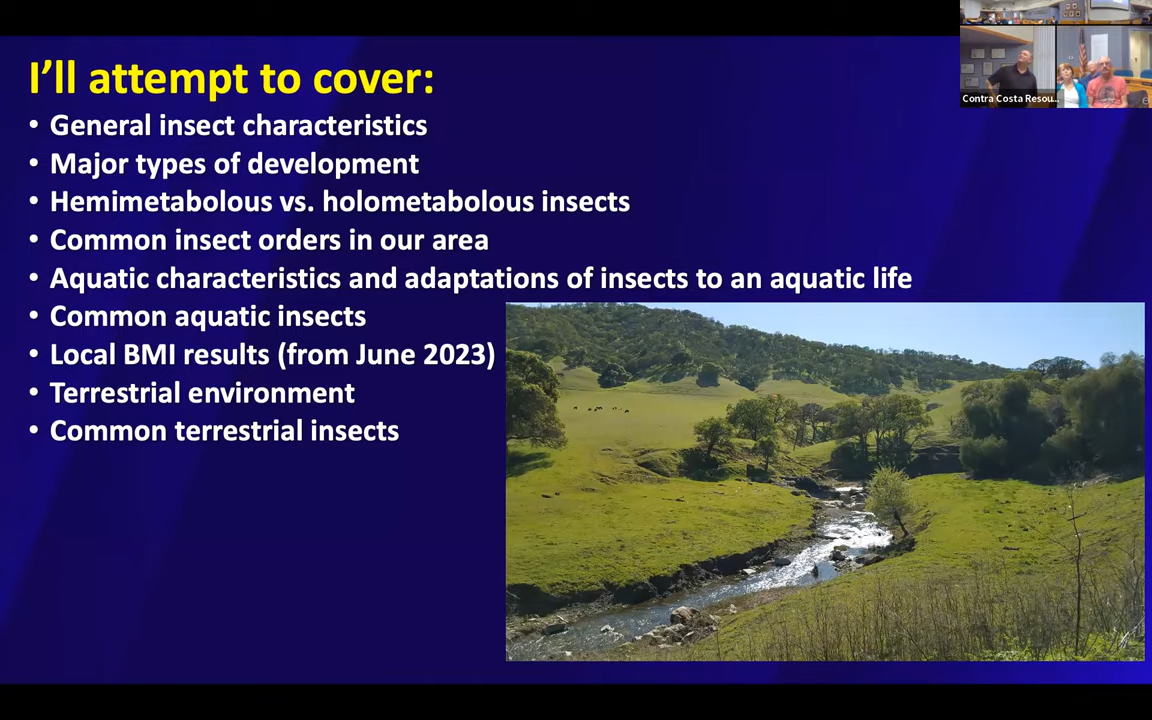 I'll attempt to cover:
• General insect characteristics
• Major types of development
• Hemimetabolous vs. holometabolous insects
• Common insect orders in our area
• Aquatic characteristics and adaptations of insects to an aquatic life
• Common aquatic insects
• Local BMI results (from June 2023)
• Terrestrial environment
• Common terrestrial insects
Contra Costa Resou...